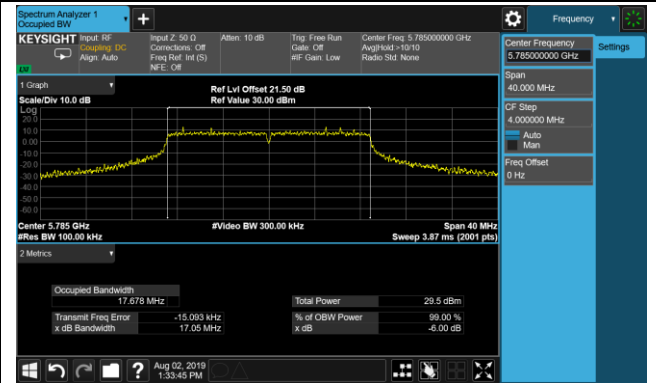 Spectrum Analyzer 1
Occupied BW
Frequency
KEYSIGHT
Input: RF
Coupling: DC
Align: Auto
Input Z: 50 Ω
Corrections: Off
Freq Ref: Int (S)
NFE: Off
Atten: 10 dB
Trig: Free Run
Gate: Off
#IF Gain: Low
Center Freq: 5.785000000 GHz
Avg|Hold:>10/10
Radio Std: None
Center Frequency
5.785000000 GHz
Settings
Span
40.000 MHz
CF Step
4.000000 MHz
Auto
Man
Freq Offset
0 Hz
1 Graph
Scale/Div 10.0 dB
Ref Lvl Offset 21.50 dB
Ref Value 30.00 dBm
Log
20.0
10.0
0.00
-10.0
-20.0
-30.0
-40.0
-50.0
-60.0
Center 5.785 GHz
#Video BW 300.00 kHz
Span 40 MHz
#Res BW 100.00 kHz
Sweep 3.87 ms (2001 pts)
2 Metrics
Occupied Bandwidth
17.678 MHz
Total Power 29.5 dBm
Transmit Freq Error -15.093 kHz
% of OBW Power 99.00 %
x dB Bandwidth 17.05 MHz
x dB -6.00 dB
Aug 02, 2019
1:33:45 PM